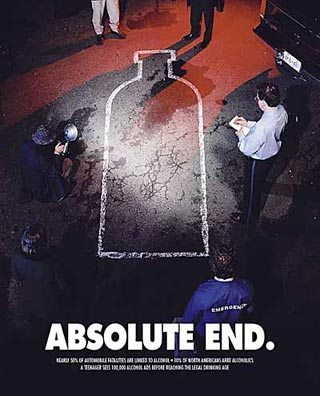 EMERGENCY
ABSOLUTE END.
NEARLY 50% OF AUTOMOBILE FATALITIES ARE LINKED TO ALCOHOL • 10% OF NORTH AMERICANS ARRE ALCOHOLICS
A TEENAGER SEES 100,000 ALCOHOL ADS BEFORE REACHING THE LEGAL DRINKING AGE